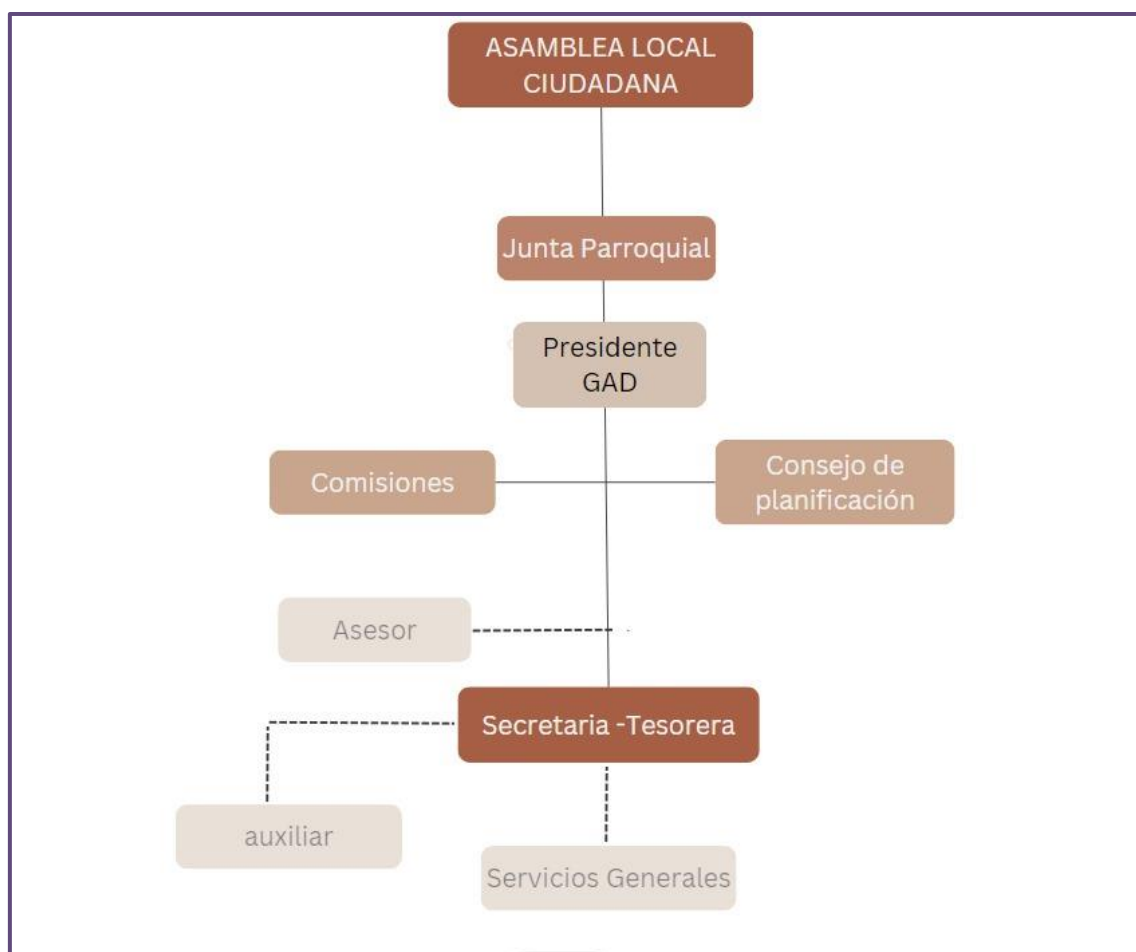 ASAMBLEA LOCAL
CIUDADANA
Junta Parroquial
Presidente
GAD
Comisiones
Consejo de
planificación
Asesor
Secretaria -Tesorera
auxiliar
Servicios Generales